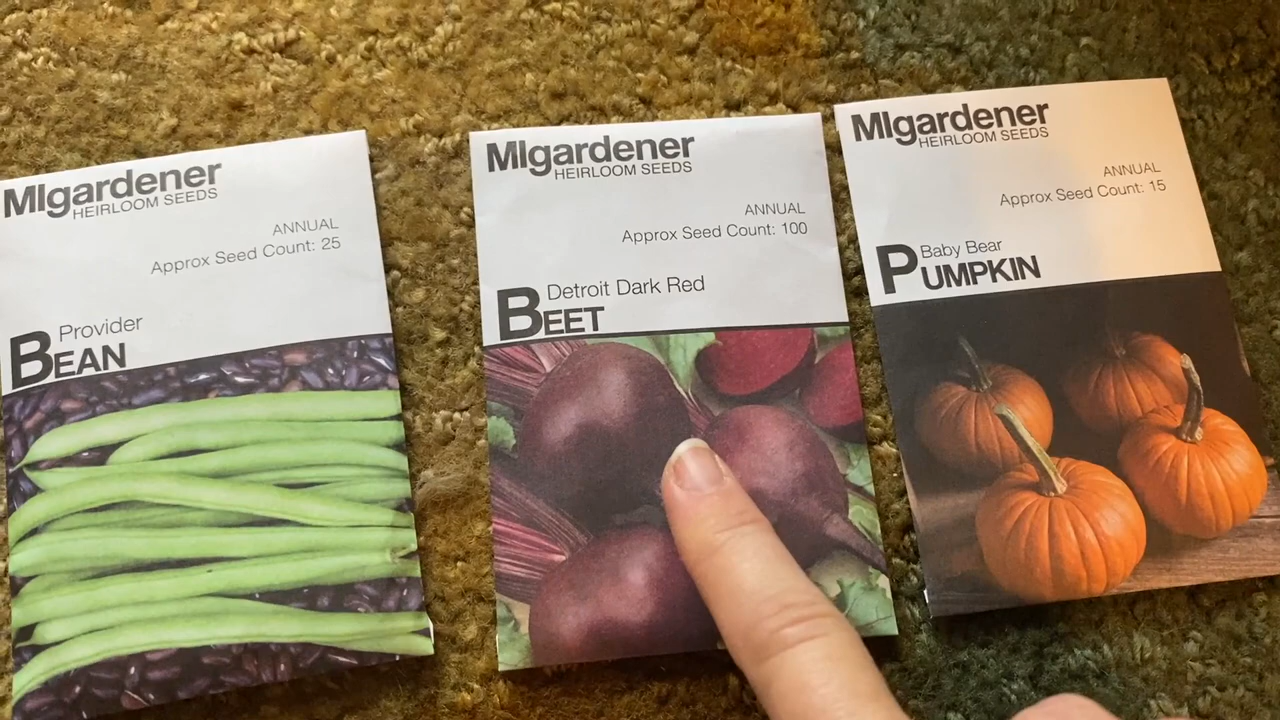 MIgardener
HEIRLOOM SEEDS
ANNUAL
Approx Seed Count: 25
Provider
BEAN
MIgardener
HEIRLOOM SEEDS
ANNUAL
Approx Seed Count: 100
Detroit Dark Red
BEET
MIgardener
HEIRLOOM SEEDS
ANNUAL
Approx Seed Count: 15
Baby Bear
PUMPKIN